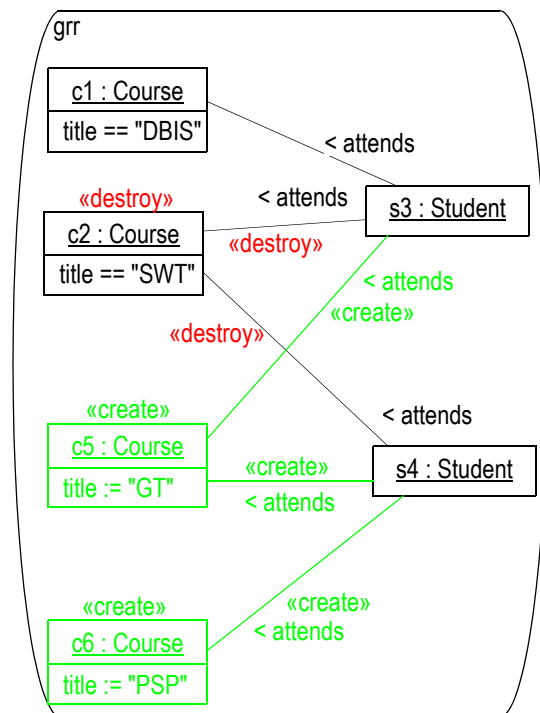 grr
c1 : Course
title == "DBIS"
< attends
«destroy»
< attends
s3 : Student
c2 : Course
«destroy»
title == "SWT"
< attends
«create»
«destroy»
«create»
< attends
c5 : Course
«create»
s4 : Student
title := "GT"
< attends
«create»
«create»
< attends
c6 : Course
title := "PSP"